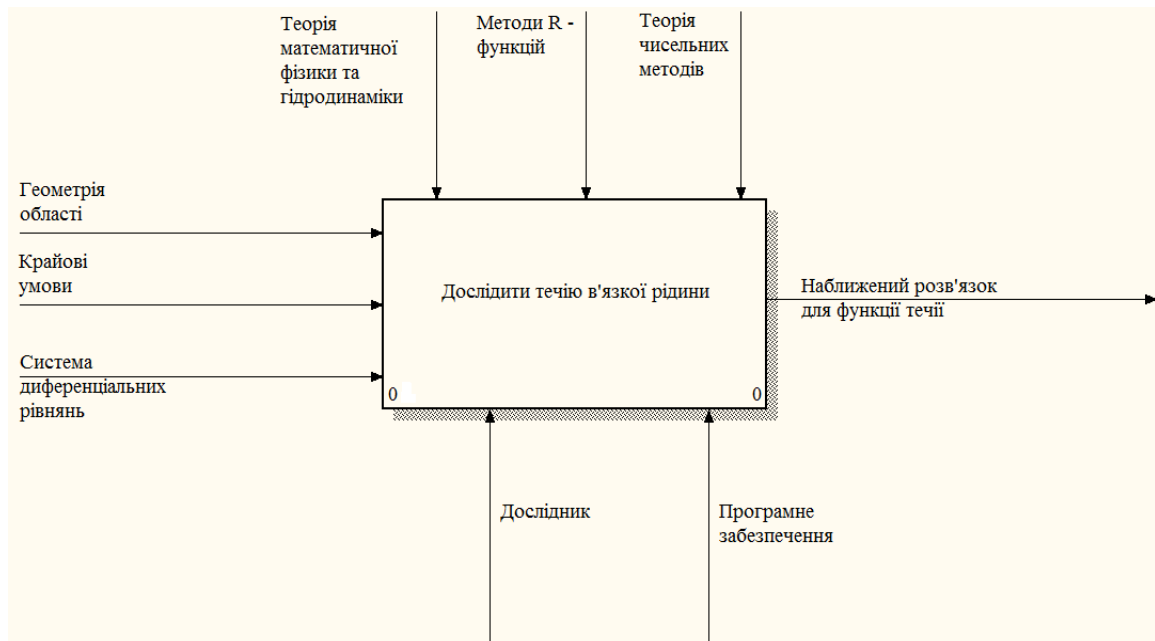 Теорія
математичної
фізики та
гідродинаміки
Методи R -
функцій
Теорія
чисельних
методів
Геометрія
області
Крайові
умови
Система
диференціальних
рівнянь
Дослідити течію в'язкої рідини
0
0
Наближений розв'язок
для функції течії
Дослідник
Програмне
забезпечення